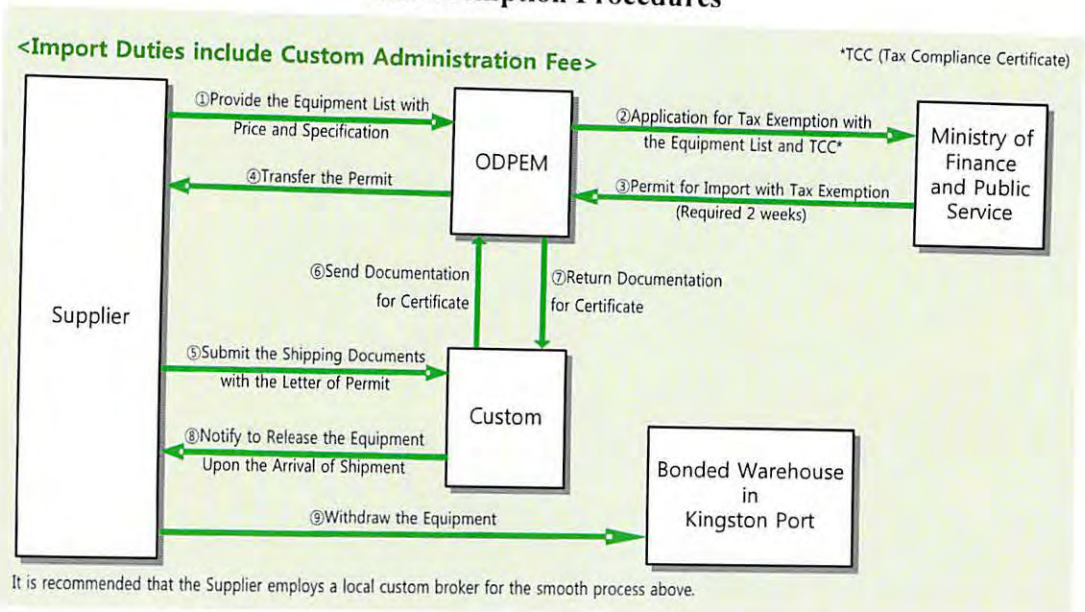 Procedures
<Import Duties include Custom Administration Fee>
*TCC (Tax Compliance Certificate)
①Provide the Equipment List with
Price and Specification
②Application for Tax Exemption with
the Equipment List and TCC*
Ministry of
Finance
and Public
Service
ODPEM
④Transfer the Permit
③Permit for Import with Tax Exemption
(Required 2 weeks)
⑥Send Documentation
for Certificate
⑦Return Documentation
for Certificate
Supplier
⑤Submit the Shipping Documents
with the Letter of Permit
Custom
⑧Notify to Release the Equipment
Upon the Arrival of Shipment
Bonded Warehouse
in
Kingston Port
⑨Withdraw the Equipment
It is recommended that the Supplier employs a local custom broker for the smooth process above.